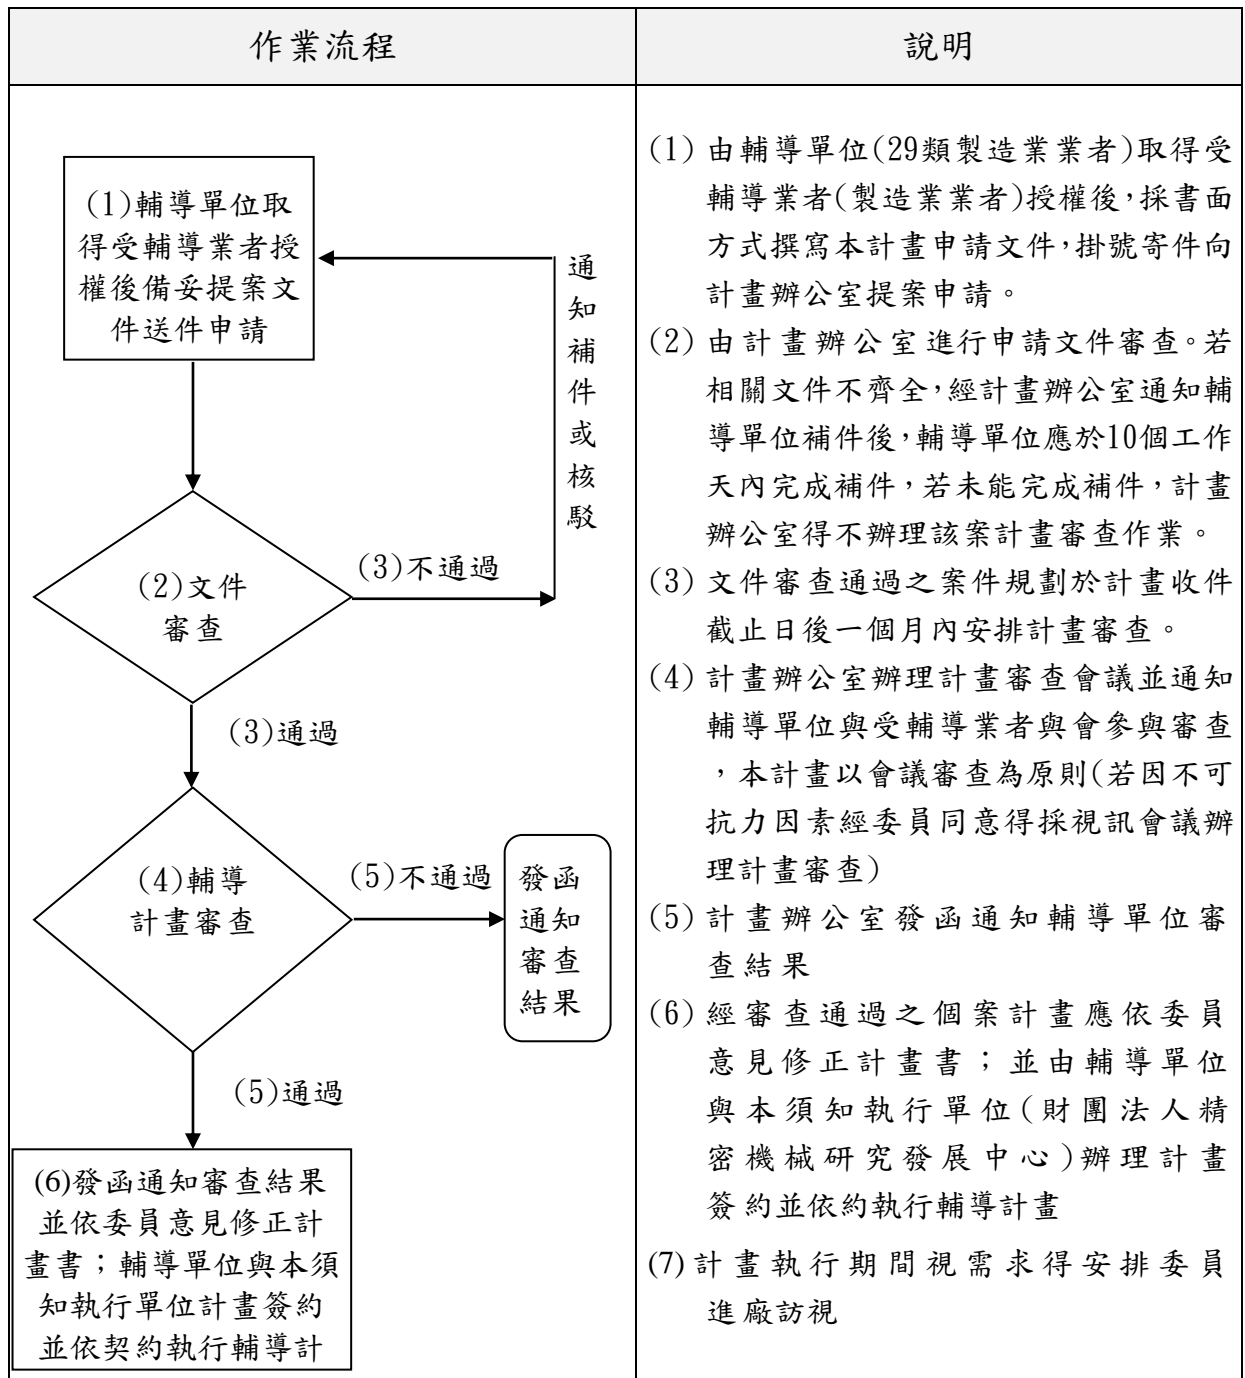 作業流程
說明
(1)輔導單位取
得受輔導業者授
權後備妥提案文
件送件申請
通知補件或核駁
(2)文件
審查
(3)不通過
(3)通過
(4)輔導
計畫審查
(5)不通過
發函
通知
審查
結果
(5)通過
(6)發函通知審查結果
並依委員意見修正計
畫書；輔導單位與本須
知執行單位計畫簽約
並依契約執行輔導計
(1)由輔導單位(29類製造業業者)取得受
輔導業者(製造業業者)授權後，採書面
方式撰寫本計畫申請文件，掛號寄件向
計畫辦公室提案申請。
(2)由計畫辦公室進行申請文件審查。若
相關文件不齊全，經計畫辦公室通知輔
導單位補件後，輔導單位應於10個工作
天內完成補件，若未能完成補件，計畫
辦公室得不辦理該案計畫審查作業。
(3)文件審查通過之案件規劃於計畫收件
截止日後一個月內安排計畫審查。
(4)計畫辦公室辦理計畫審查會議並通知
輔導單位與受輔導業者與會參與審查
，本計畫以會議審查為原則(若因不可
抗力因素經委員同意得採視訊會議辦
理計畫審查)
(5)計畫辦公室發函通知輔導單位審
查結果
(6)經審查通過之個案計畫應依委員
意見修正計畫書；並由輔導單位
與本須知執行單位(財團法人精
密機械研究發展中心)辦理計畫
簽約並依約執行輔導計畫
(7)計畫執行期間視需求得安排委員
進廠訪視